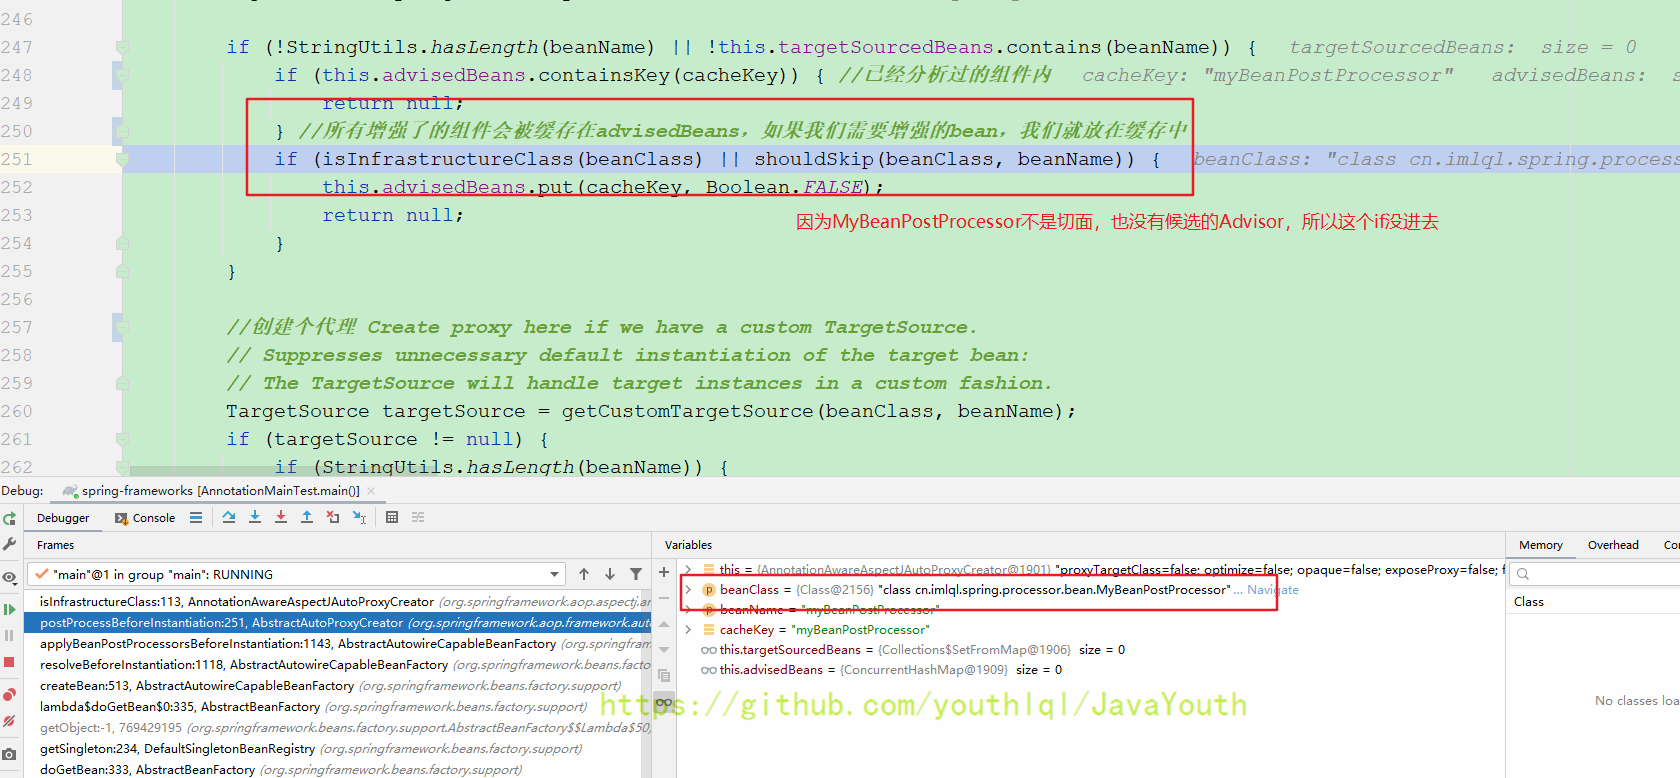 246
247 if (!StringUtils.hasLength(beanName) || !this.targetSourcedBeans.contains(beanName)) { targetSourcedBeans: size = 0
248 if (this.advisedBeans.containsKey(cacheKey)) { //已经分析过的组件内 cacheKey: "myBeanPostProcessor" advisedBeans: s
249 return null;
250 } //所有增强了的组件会被缓存在advisedBeans，如果我们需要增强的bean，我们就放在缓存中
251 if (isInfrastructureClass(beanClass) || shouldSkip(beanClass, beanName)) { beanClass: "class cn.imlql.spring.process
252 this.advisedBeans.put(cacheKey, Boolean.FALSE);
253 return null;
因为MyBeanPostProcessor不是切面，也没有候选的Advisor，所以这个if没进去
254 }
255 }
256
257 //创建个代理 Create proxy here if we have a custom TargetSource.
258 // Suppresses unnecessary default instantiation of the target bean:
259 // The TargetSource will handle target instances in a custom fashion.
260 TargetSource targetSource = getCustomTargetSource(beanClass, beanName);
261 if (targetSource != null) {
262 if (StringUtils.hasLength(beanName)) {
Debug: spring-frameworks [AnnotationMainTest.main()]
Debugger Console
Frames
"main"@1 in group "main": RUNNING
isInfrastructureClass:113, AnnotationAwareAspectJAutoProxyCreator (org.springframework.aop.aspectj.an
postProcessBeforeInstantiation:251, AbstractAutoProxyCreator (org.springframework.aop.framework.aut
applyBeanPostProcessorsBeforeInstantiation:1143, AbstractAutowireCapableBeanFactory (org.springfram
resolveBeforeInstantiation:1118, AbstractAutowireCapableBeanFactory (org.springframework.beans.facto
createBean:513, AbstractAutowireCapableBeanFactory (org.springframework.beans.factory.support)
lambda$doGetBean$0:335, AbstractBeanFactory (org.springframework.beans.factory.support)
getObject:-1, 769429195 (org.springframework.beans.factory.support.AbstractBeanFactory$$Lambda$50)
getSingleton:234, DefaultSingletonBeanRegistry (org.springframework.beans.factory.support)
doGetBean:333, AbstractBeanFactory (org.springframework.beans.factory.support)
Variables
this = {AnnotationAwareAspectJAutoProxyCreator@1901} "proxyTargetClass=false; optimize=false; opaque=false; exposeProxy=false; f
beanClass = {Class@2156} "class cn.imlql.spring.processor.bean.MyBeanPostProcessor" ... Navigate
beanName = "myBeanPostProcessor"
cacheKey = "myBeanPostProcessor"
this.targetSourcedBeans = {Collections$SetFromMap@1906} size = 0
this.advisedBeans = {ConcurrentHashMap@1909} size = 0
https://github.com/youthlql/JavaYouth
Memory Overhead Con
Class
No classes loa